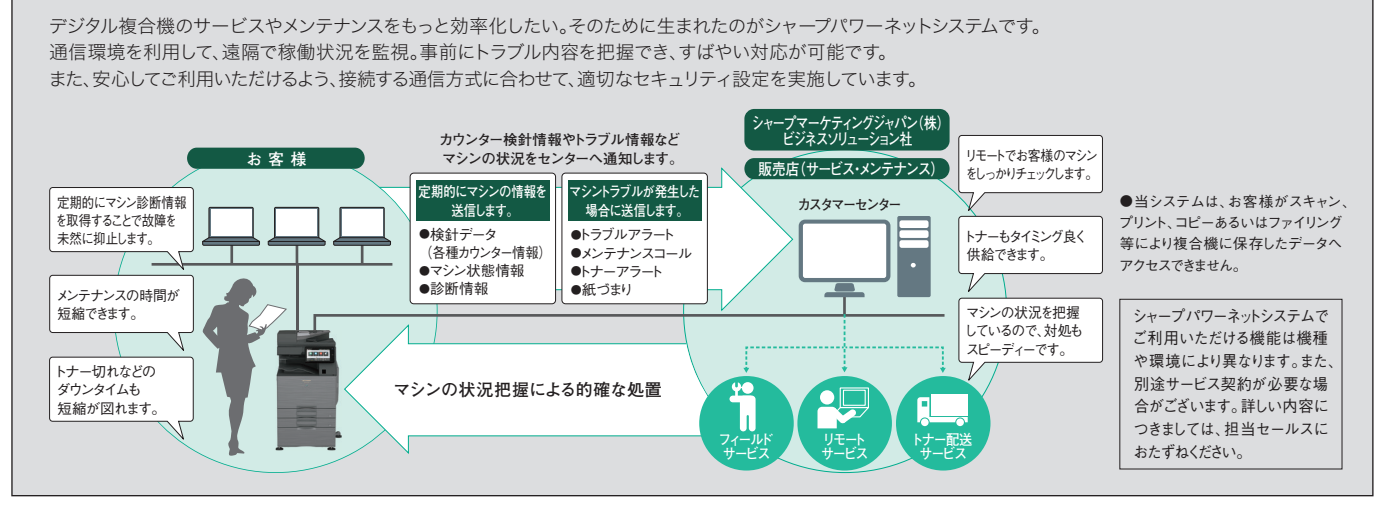 デジタル複合機のサービスやメンテナンスをもっと効率化したい。そのために生まれたのがシャープパワーネットシステムです。
通信環境を利用して、遠隔で稼働状況を監視。事前にトラブル内容を把握でき、すばやい対応が可能です。
また、安心してご利用いただけるよう、接続する通信方式に合わせて、適切なセキュリティ設定を実施しています。
お客様
定期的にマシン診断情報
を取得することで故障を
未然に抑止します。
メンテナンスの時間が
短縮できます。
トナー切れなどの
ダウンタイムも
短縮が図れます。
カウンター検針情報やトラブル情報など
マシンの状況をセンターへ通知します。
定期的にマシンの情報を
送信します。
●検針データ
(各種カウンター情報)
●マシン状態情報
●診断情報
マシントラブルが発生した
場合に送信します。
●トラブルアラート
●メンテナンスコール
●トナーアラート
●紙づまり
マシンの状況把握による的確な処置
シャープマーケティングジャパン(株)
ビジネスソリューション社
販売店(サービス・メンテナンス)
カスタマーセンター
リモートでお客様のマシン
をしっかりチェックします。
トナーもタイミング良く
供給できます。
マシンの状況を把握
しているので、対処も
スピーディーです。
フィールド
サービス
リモート
サービス
トナー配送
サービス
●当システムは、お客様がスキャン、
プリント、コピーあるいはファイリング
等により複合機に保存したデータへ
アクセスできません。
シャープパワーネットシステムで
ご利用いただける機能は機種
や環境により異なります。また、
別途サービス契約が必要な場
合がございます。詳しい内容に
つきましては、担当セールスに
おたずねください。